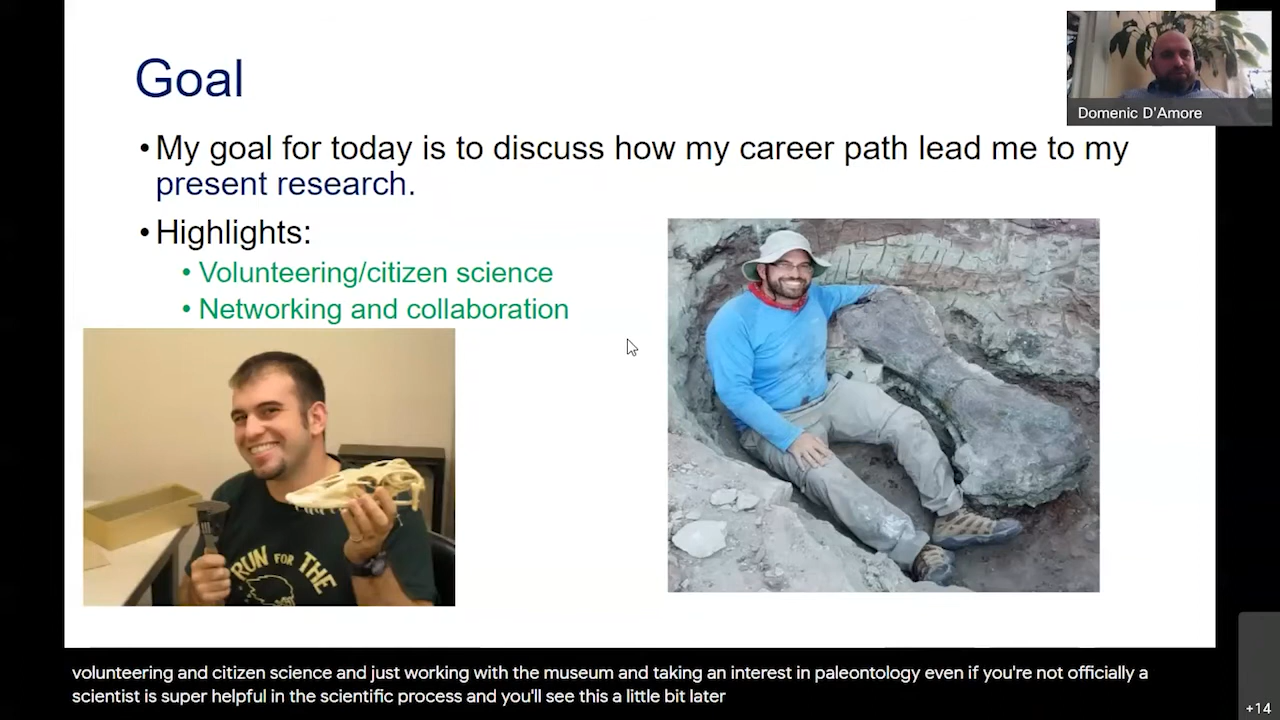 Goal
Domenic D'Amore
• My goal for today is to discuss how my career path lead me to my
present research.
• Highlights:
• Volunteering/citizen science
• Networking and collaboration
RUN FOR THE
volunteering and citizen science and just working with the museum and taking an interest in paleontology even if you're not officially a
scientist is super helpful in the scientific process and you'll see this a little bit later
+14